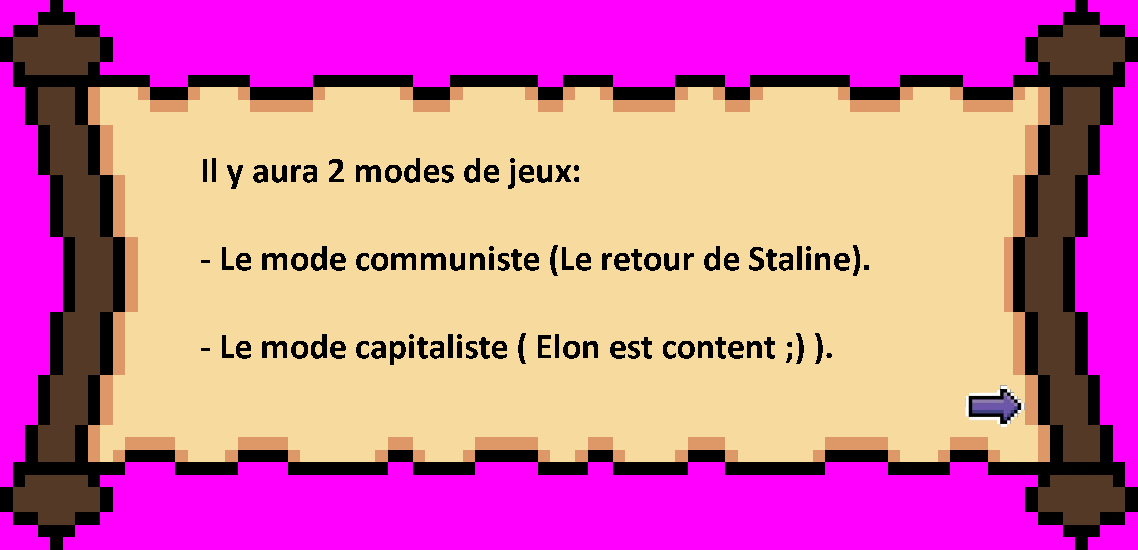 Il y aura 2 modes de jeux:
- Le mode communiste (Le retour de Staline).
- Le mode capitaliste ( Elon est content ;) ).